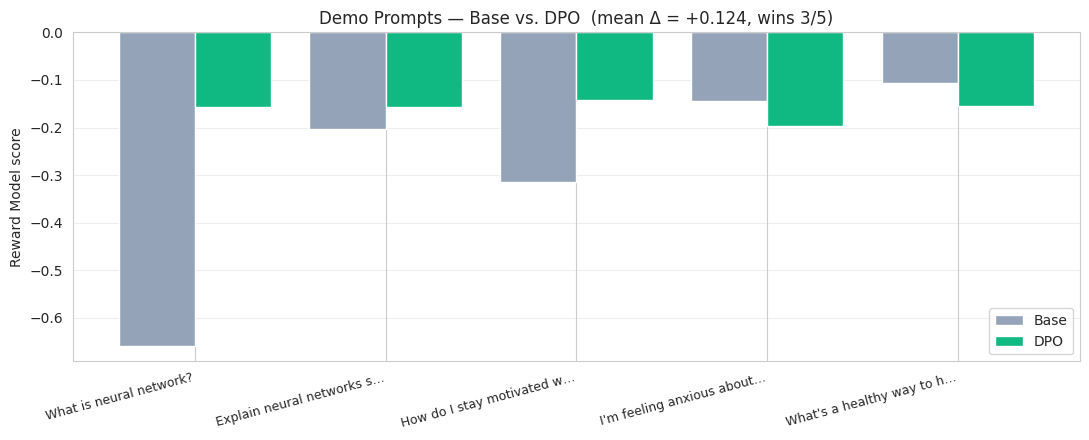 Demo Prompts — Base vs. DPO  (mean Δ = +0.124, wins 3/5)
Reward Model score
0.0
−0.1
−0.2
−0.3
−0.4
−0.5
−0.6
Base
DPO
What is neural network?
Explain neural networks s...
How do I stay motivated w...
I'm feeling anxious about...
What's a healthy way to h...